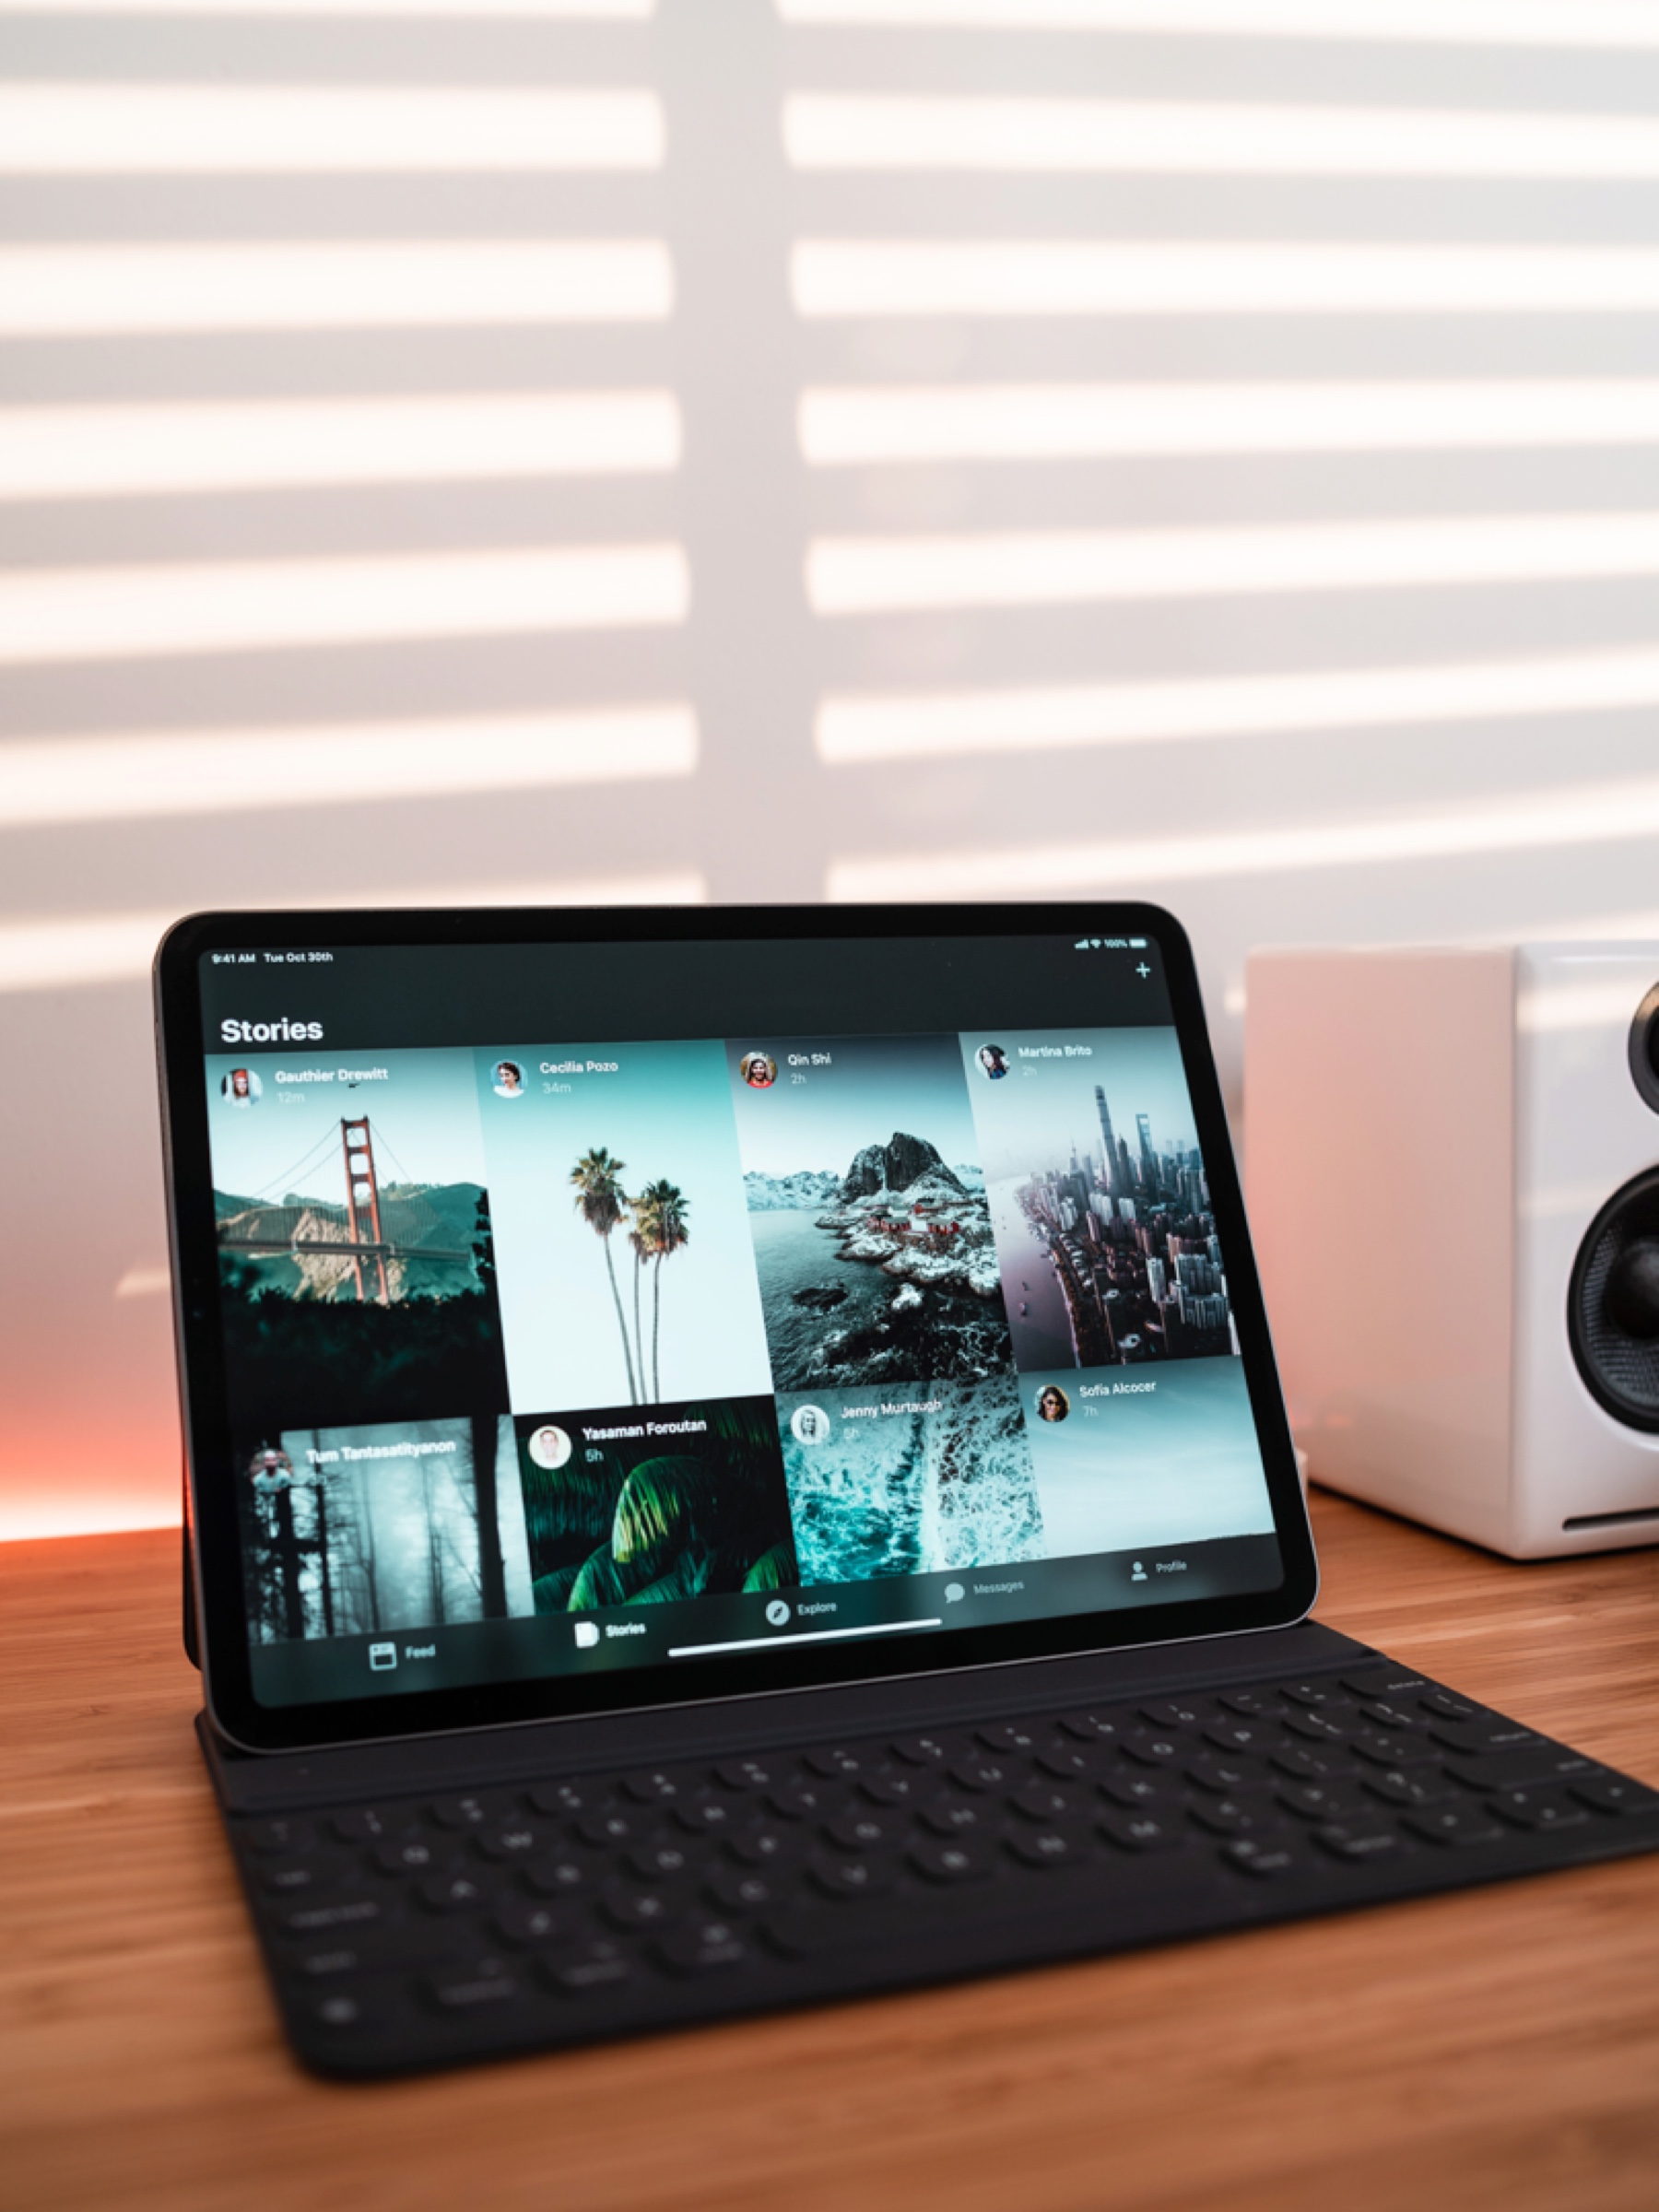 9:41 AM Tue Oct 30th
100%
+
Stories
Gauthier Drewitt
12m
Cecilia Pozo
34m
Qin Shi
2h
Martina Brito
2h
Tum Tantasatityanon
Yasaman Foroutan
5h
Jenny Murtaugh
5h
Sofia Alcocer
7h
Feed
Stories
Explore
Messages
Profile
Q W
U
O P
A
H
K L
C V B N M